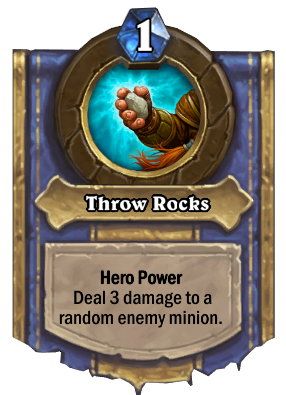 1
Throw Rocks
Hero Power
Deal 3 damage to a
random enemy minion.